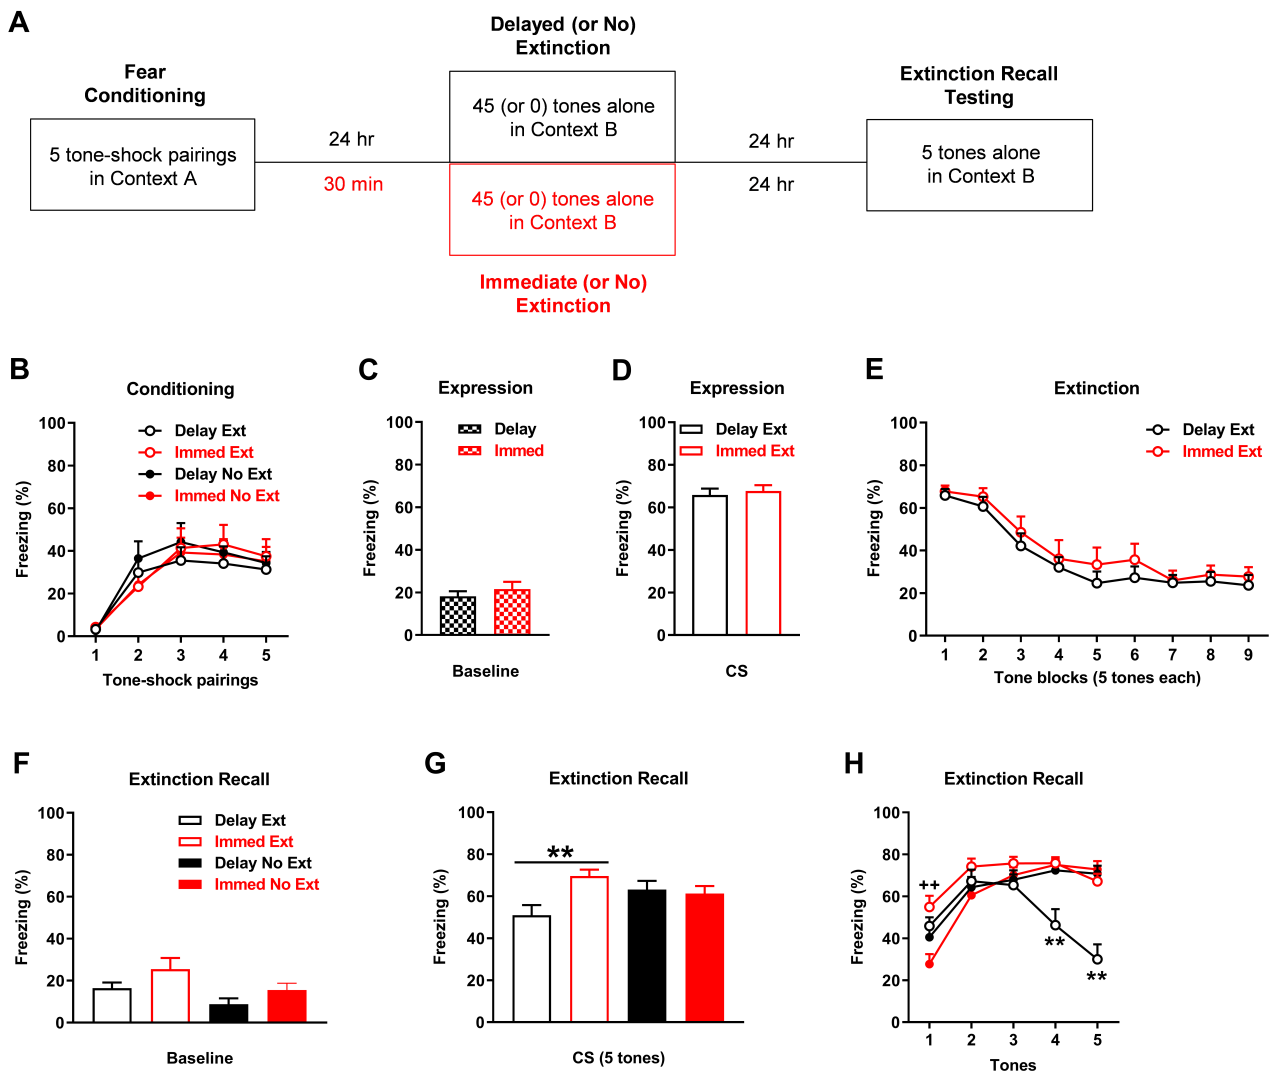 A
Delayed (or No)
Extinction
Fear
Conditioning
Extinction Recall
Testing
45 (or 0) tones alone
in Context B
5 tone-shock pairings
in Context A
24 hr
30 min
24 hr
24 hr
5 tones alone
in Context B
45 (or 0) tones alone
in Context B
Immediate (or No)
Extinction
B
Conditioning
Freezing (%)
100
80
60
40
20
0
Delay Ext
Immed Ext
Delay No Ext
Immed No Ext
1 2 3 4 5
Tone-shock pairings
C
Expression
Freezing (%)
100
80
60
40
20
0
Delay
Immed
Baseline
D
Expression
Freezing (%)
100
80
60
40
20
0
Delay Ext
Immed Ext
CS
E
Extinction
Freezing (%)
100
80
60
40
20
0
Delay Ext
Immed Ext
1 2 3 4 5 6 7 8 9
Tone blocks (5 tones each)
F
Extinction Recall
Freezing (%)
100
80
60
40
20
0
Delay Ext
Immed Ext
Delay No Ext
Immed No Ext
Baseline
G
Extinction Recall
Freezing (%)
100
80
60
40
20
0
**
CS (5 tones)
H
Extinction Recall
Freezing (%)
100
80
60
40
20
0
++
**
**
1 2 3 4 5
Tones